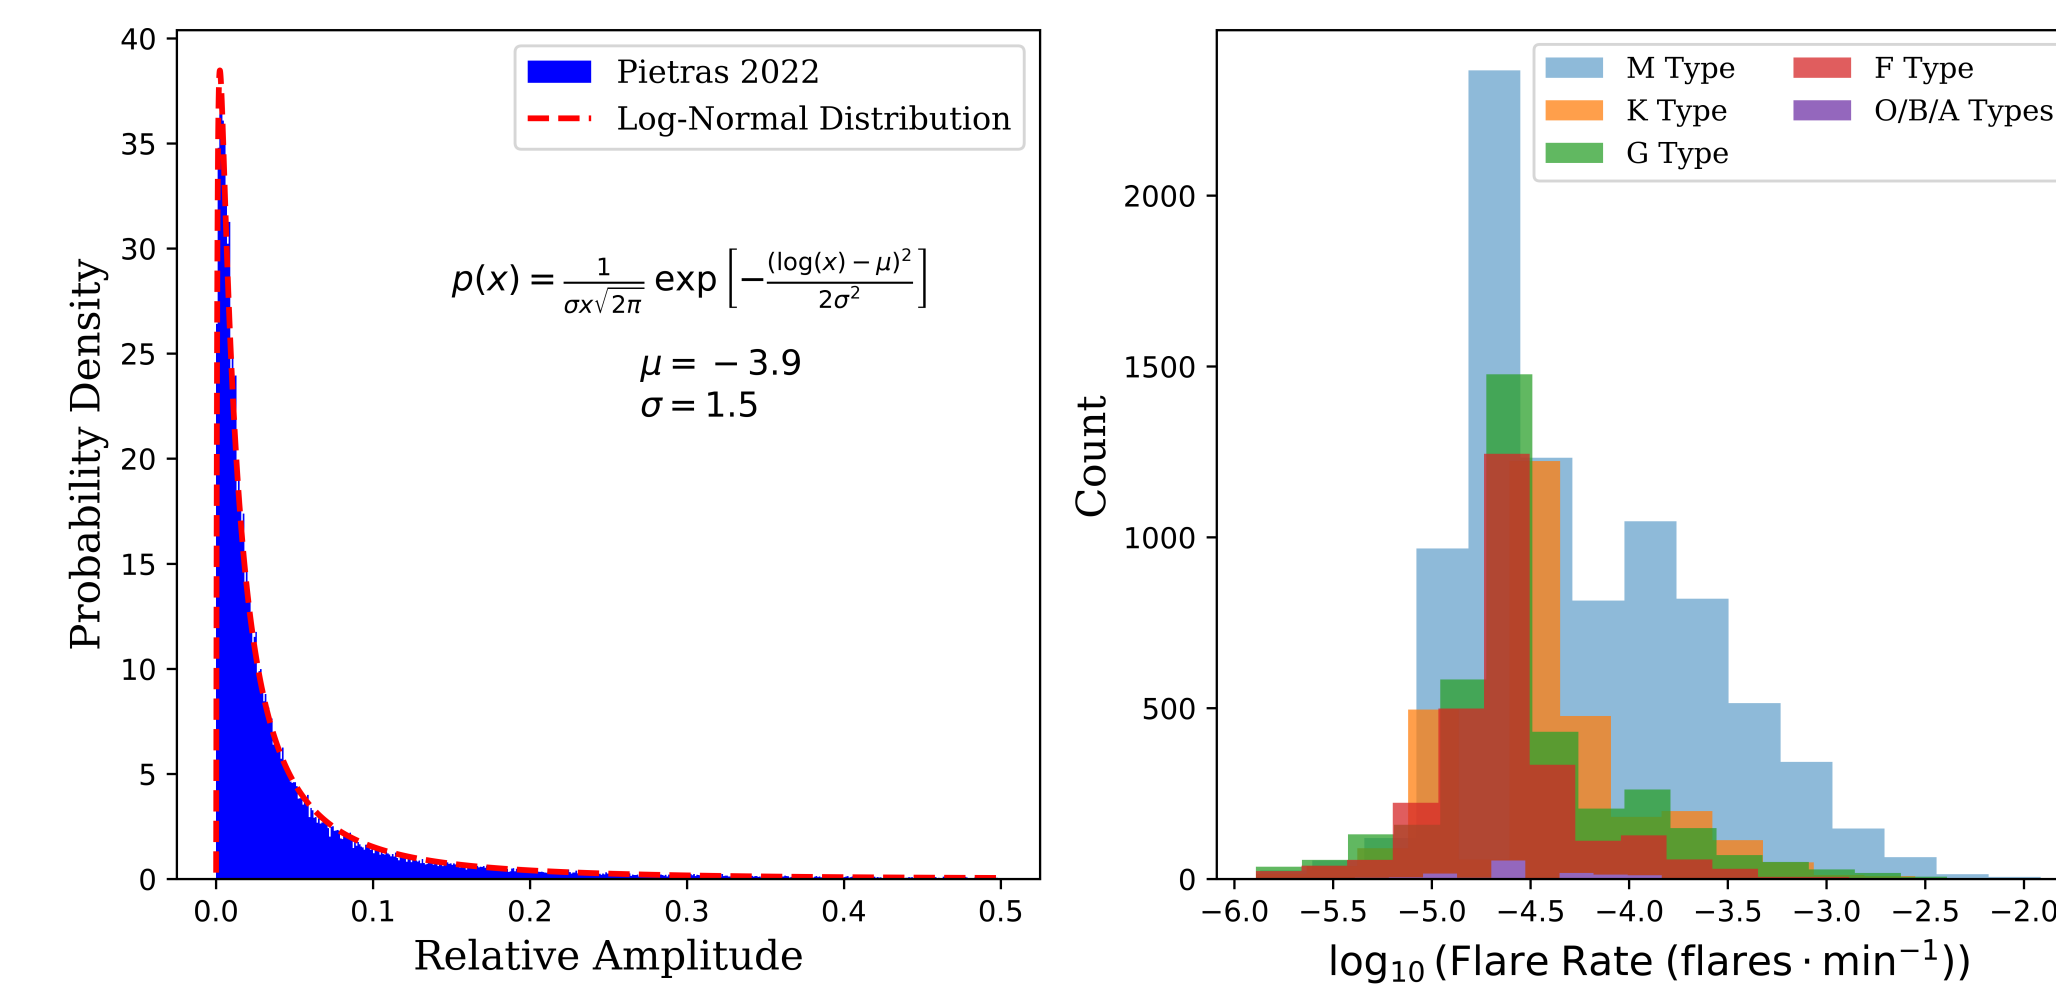 40
35
30
25
20
15
10
5
0
Probability Density
Pietras 2022
Log-Normal Distribution
p(x) = 1/(σx√2π) exp [−(log(x) − μ)²/2σ²]
μ = − 3.9
σ = 1.5
0.0 0.1 0.2 0.3 0.4 0.5
Relative Amplitude
2000
1500
1000
500
0
Count
M Type
K Type
G Type
F Type
O/B/A Types
−6.0 −5.5 −5.0 −4.5 −4.0 −3.5 −3.0 −2.5 −2.0
log₁₀ (Flare Rate (flares · min⁻¹))